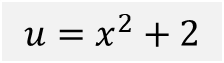 u = x² + 2